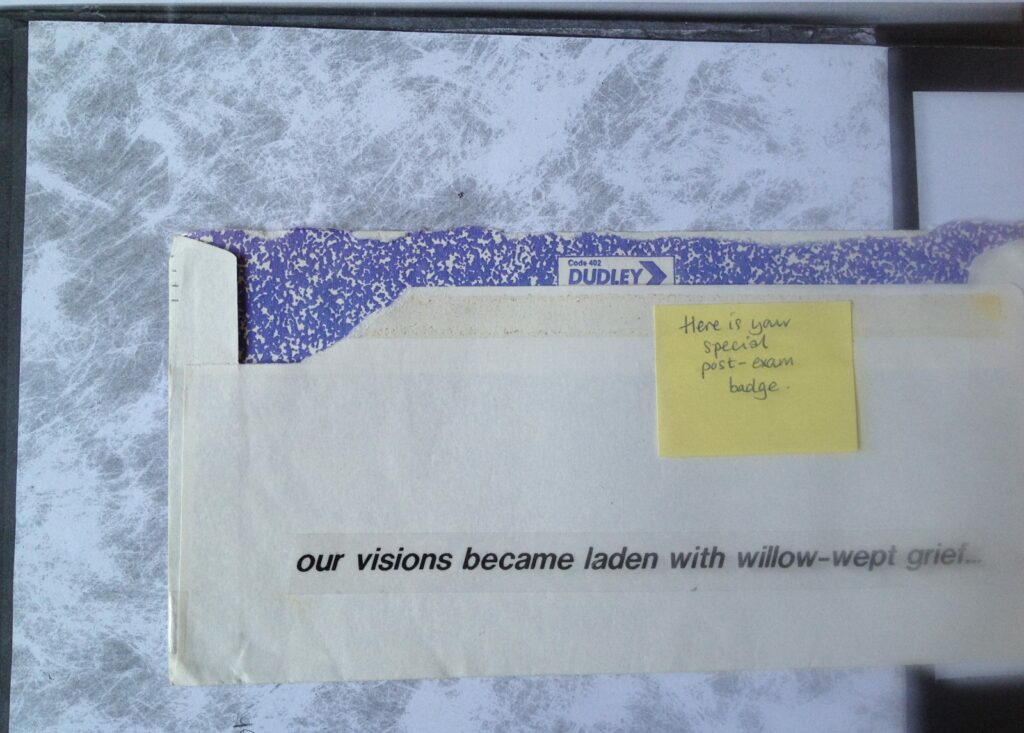 Code 402
DUDLEY
Here is your
special
post-exam
badge.
our visions became laden with willow-wept grief...